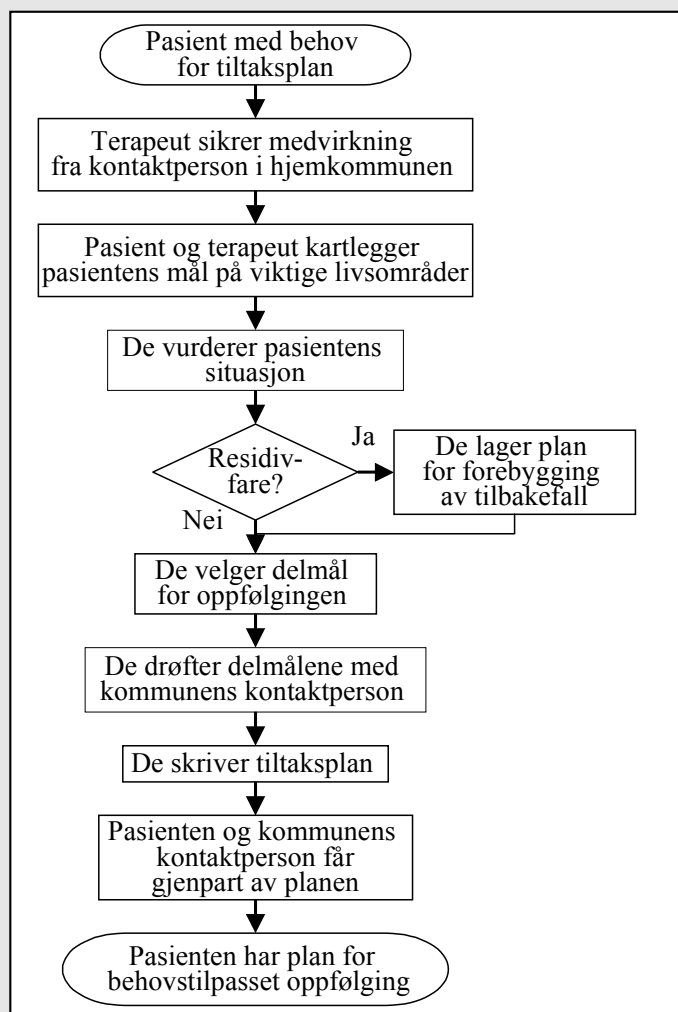 Pasient med behov
for tiltaksplan
Terapeut sikrer medvirkning
fra kontaktperson i hjemkommunen
Pasient og terapeut kartlegger
pasientens mål på viktige livsområder
De vurderer pasientens
situasjon
Residiv-
fare?
Ja
De lager plan
for forebygging
av tilbakefall
Nei
De velger delmål
for oppfølgingen
De drøfter delmålene med
kommunens kontaktperson
De skriver tiltaksplan
Pasienten og kommunens
kontaktperson får
gjenpart av planen
Pasienten har plan for
behovstilpasset oppfølging